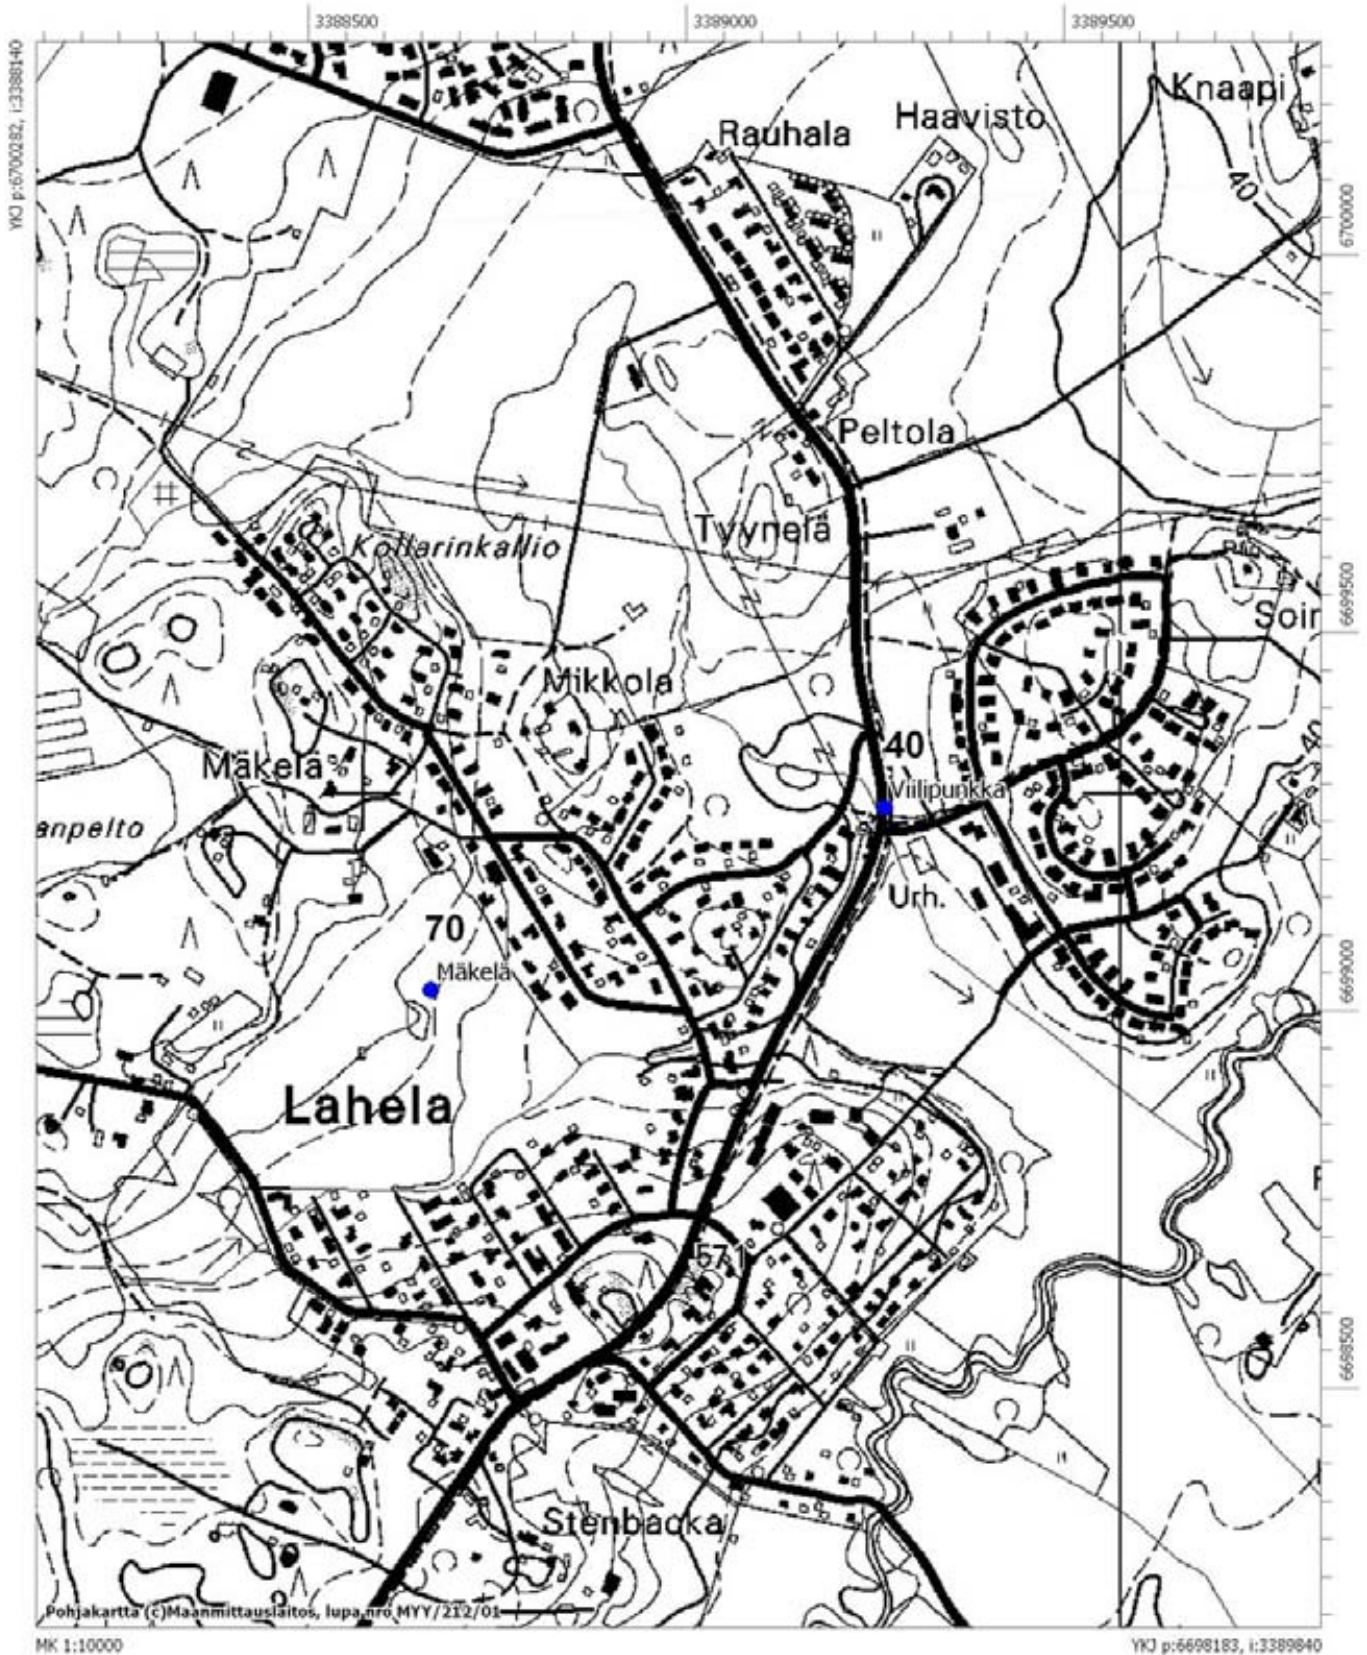 3388500
3389000
3389500
YKJ p:6700282, i:3388140
Knaapi
Haavisto
Rauhala
40
6700000
Peltola
Tyynelä
Kollarinkallio
6699500
Soir
Mikkola
40
40
Mäkelä
Viilipunkka
anpelto
Urh.
70
Mäkelä
6699000
Lahela
571
6698500
Stenbacka
Pohjakartta (c)Maanmittauslaitos, lupa nro MYY/212/01
MK 1:10000
YKJ p:6698183, i:3389840